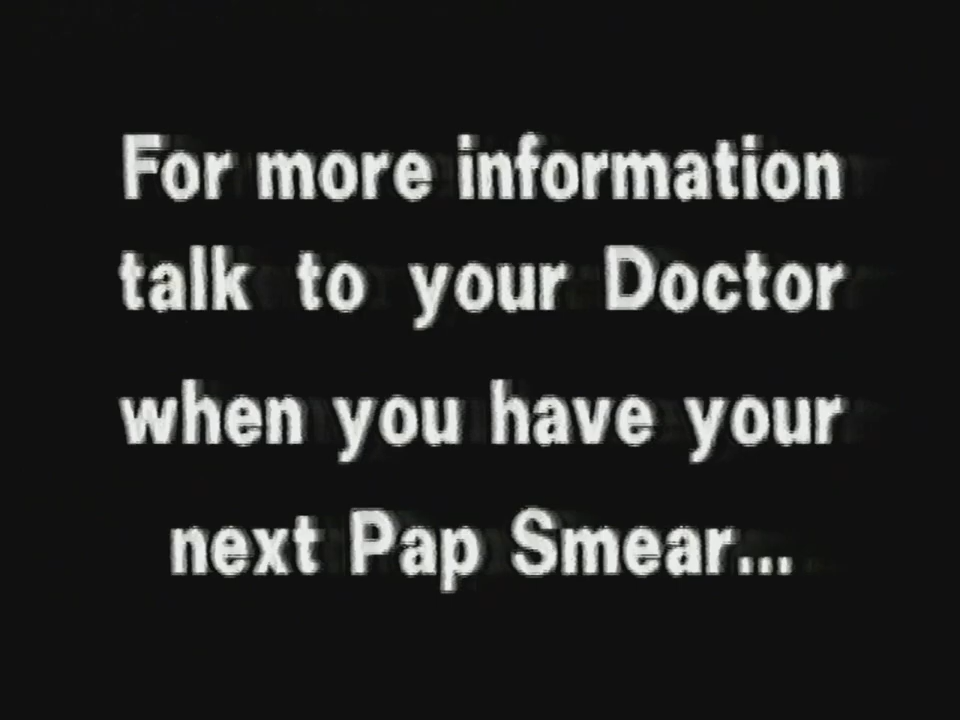 For more information
talk to your Doctor
when you have your
next Pap Smear...